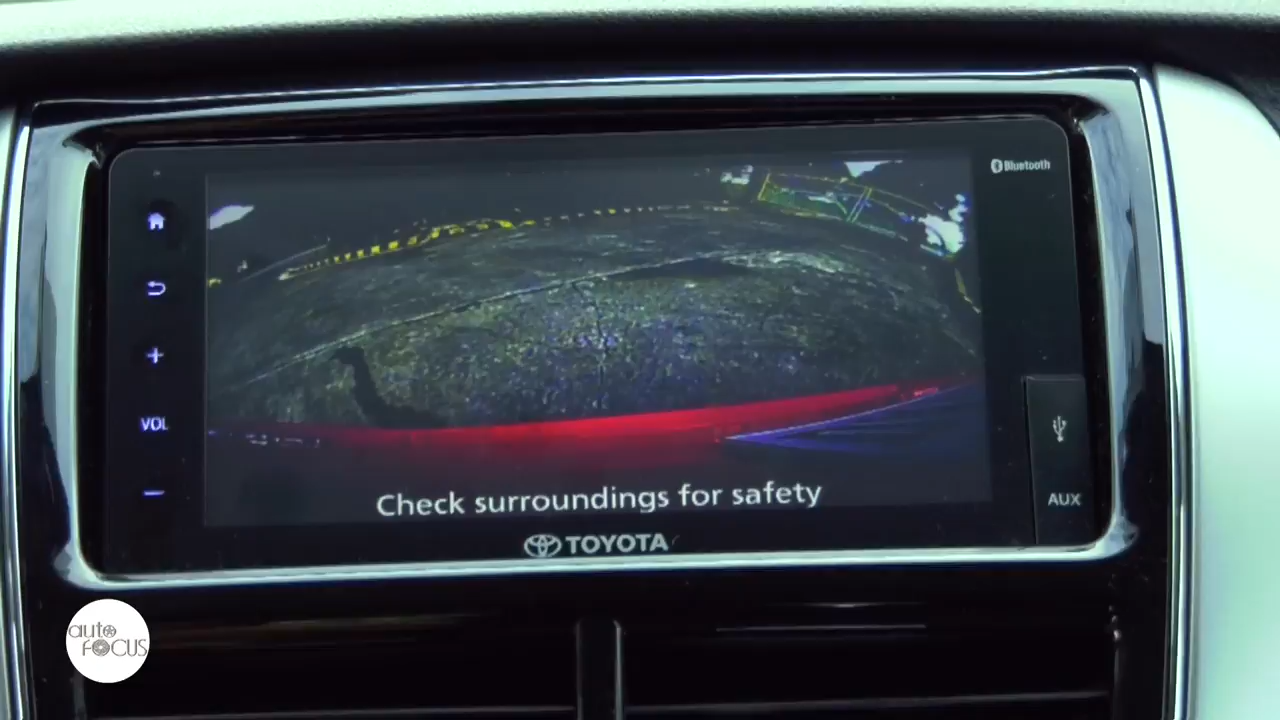 Bluetooth
VOL
AUX
Check surroundings for safety
TOYOTA
auto
FOCUS